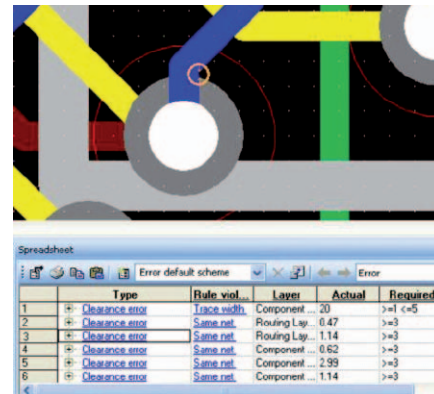 Spreadsh
Error default scheme Error
Type Rule viol... Layer Actual Required
1 Clearance error Trace width Component ... 20 >=1 <=5
2 Clearance error Same net Routing Lay... 0.47 >=3
3 Clearance error Same net Routing Lay... 1.14 >=3
4 Clearance error Same net Component ... 0.62 >=3
5 Clearance error Same net Component ... 2.99 >=3
6 Clearance error Same net Component ... 1.14 >=3